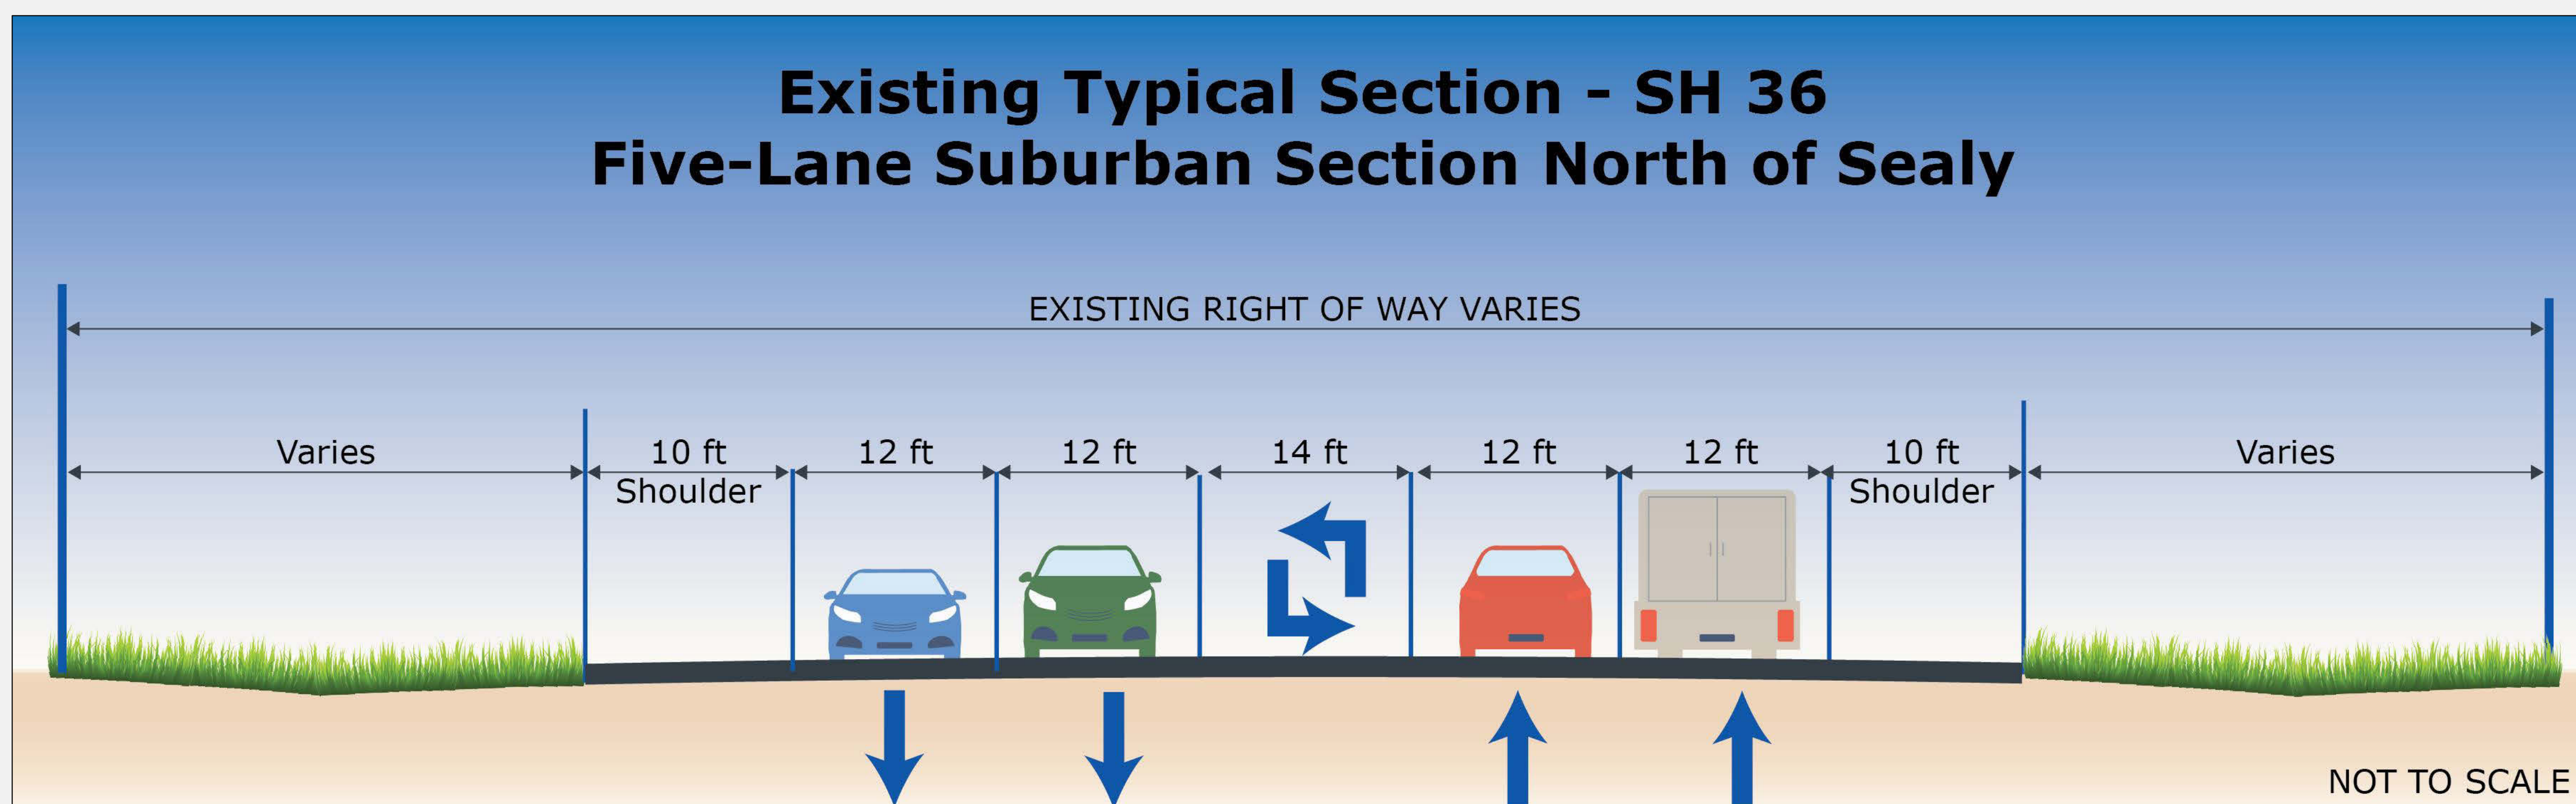 Existing Typical Section - SH 36
Five-Lane Suburban Section North of Sealy
EXISTING RIGHT OF WAY VARIES
Varies
10 ft
Shoulder
12 ft
12 ft
14 ft
12 ft
12 ft
10 ft
Shoulder
Varies
NOT TO SCALE